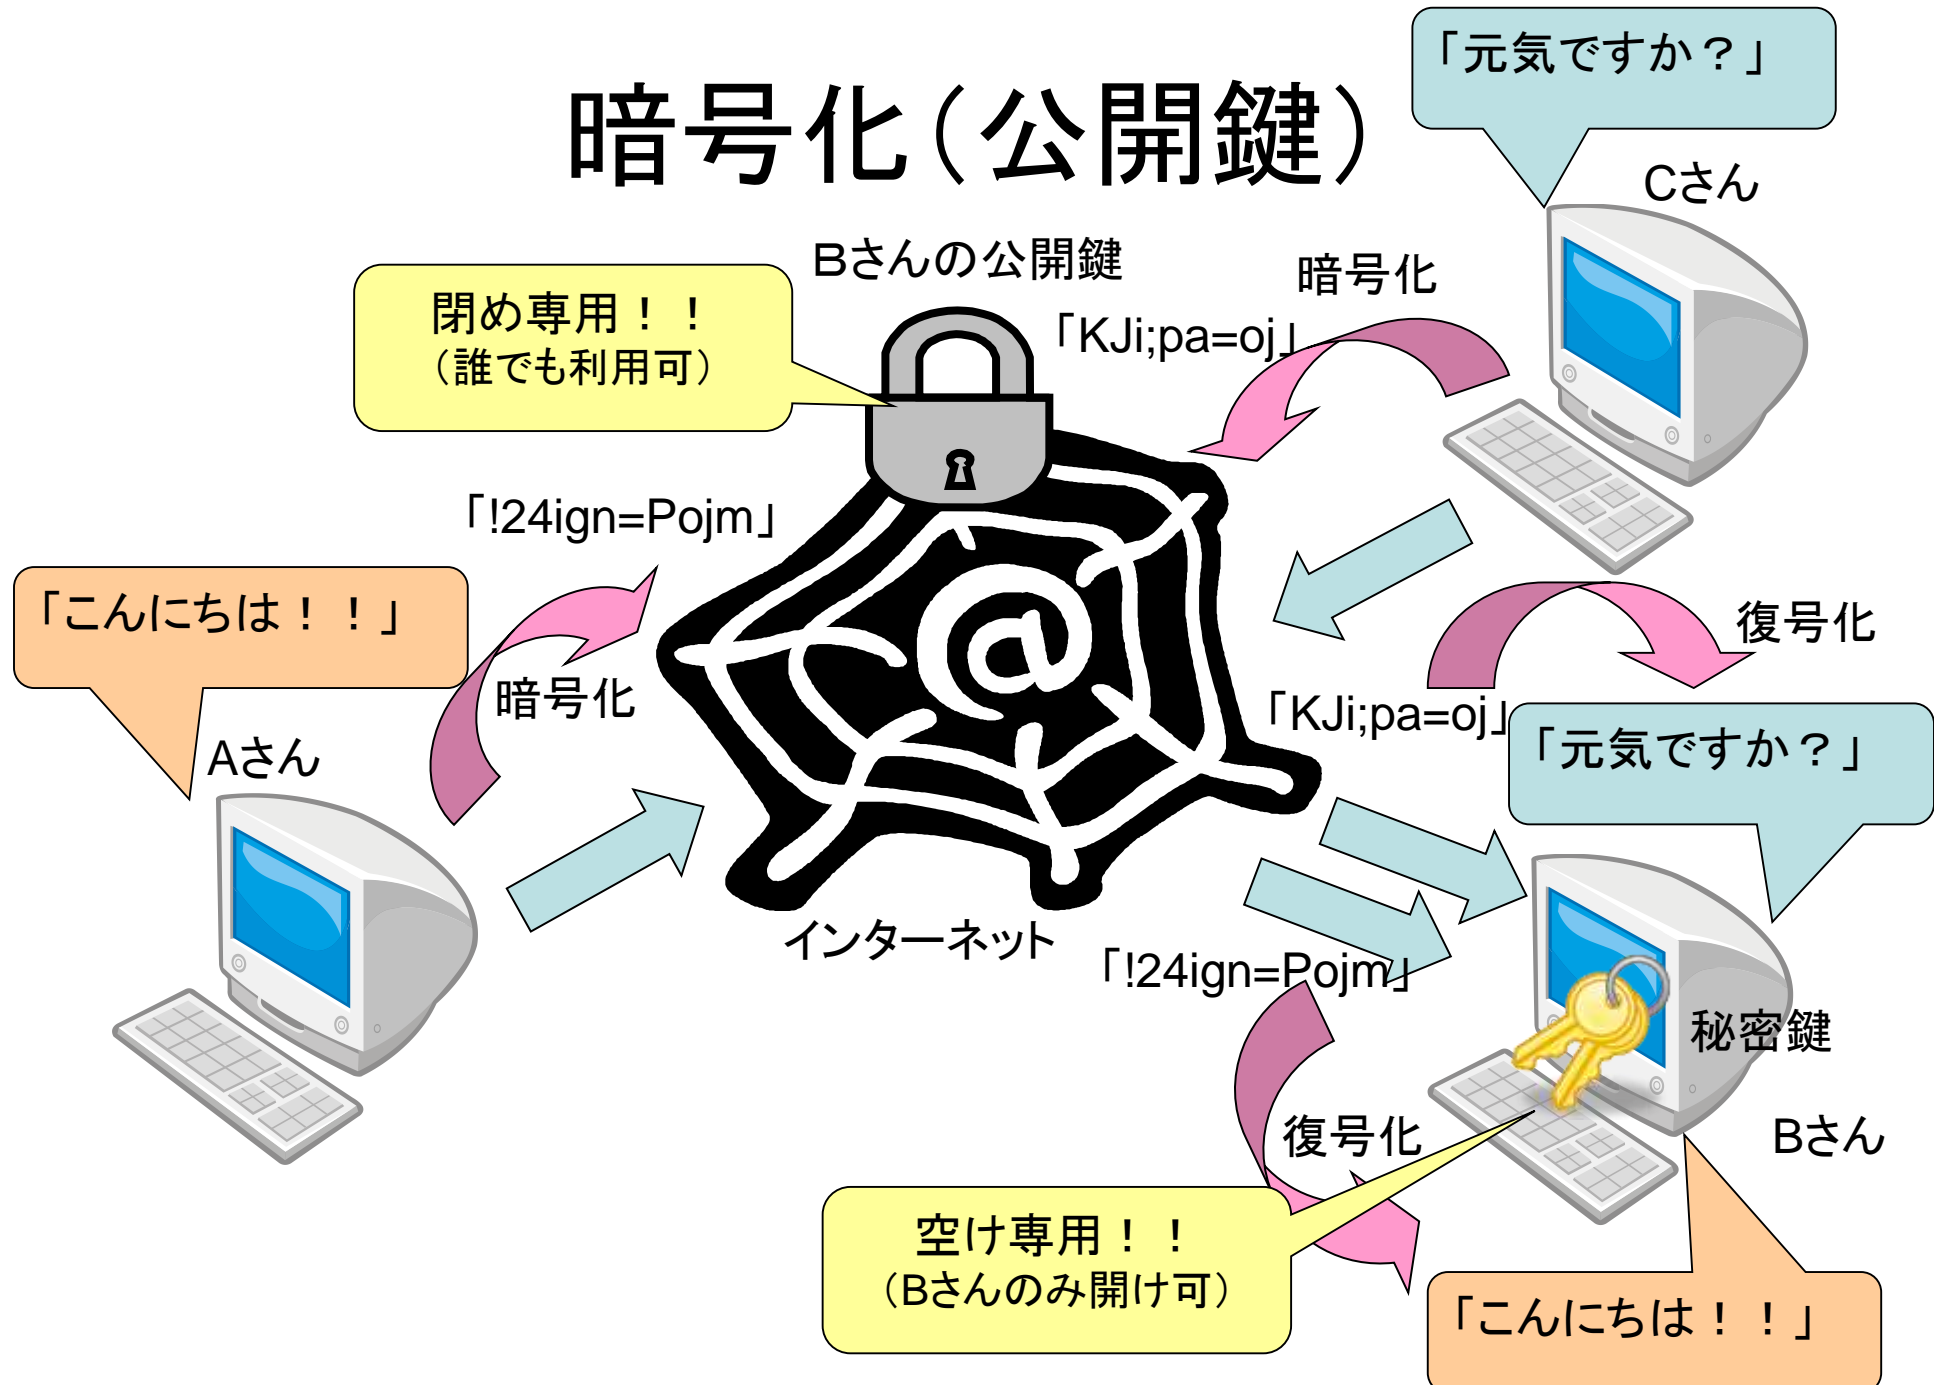 「元気ですか？」
暗号化（公開鍵）
Cさん
Bさんの公開鍵
暗号化
閉め専用！！
（誰でも利用可）
「KJi;pa=oj」
「!24ign=Pojm」
「こんにちは！！」
暗号化
復号化
Aさん
「KJi;pa=oj」
「元気ですか？」
インターネット
「!24ign=Pojm」
秘密鍵
復号化
Bさん
空け専用！！
（Bさんのみ開け可）
「こんにちは！！」